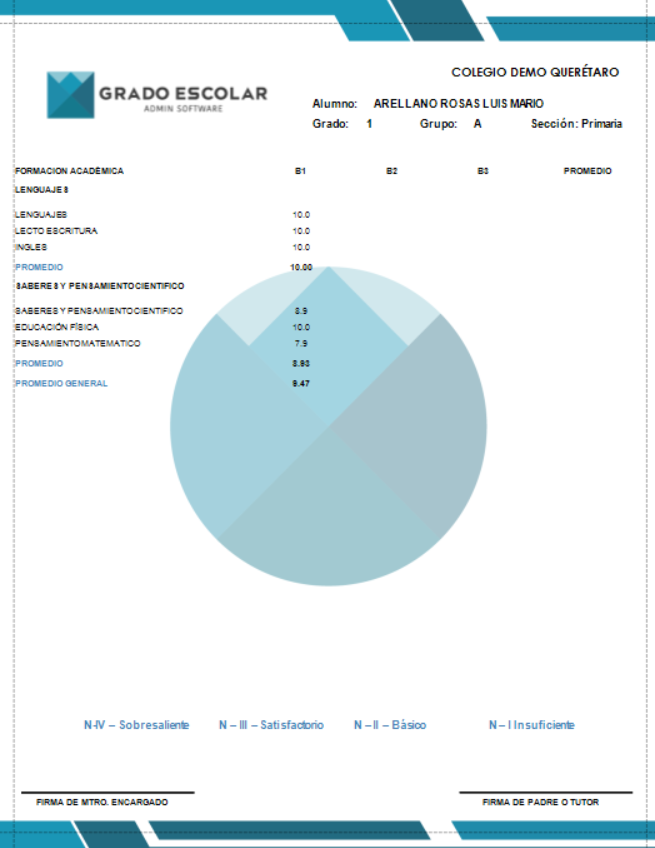 COLEGIO DEMO QUERÉTARO
GRADO ESCOLAR
ADMIN SOFTWARE
Alumno: ARELLANO ROSAS LUIS MARIO
Grado: 1 Grupo: A Sección: Primaria
FORMACION ACADÉMICA B1 B2 B3 PROMEDIO
LENGUAJES
LENGUAJES 10.0
LECTO ESCRITURA 10.0
INGLES 10.0
PROMEDIO 10.00
SABERES Y PENSAMIENTO CIENTIFICO
SABERES Y PENSAMIENTO CIENTIFICO 8.9
EDUCACIÓN FÍSICA 10.0
PENSAMIENTO MATEMATICO 7.9
PROMEDIO 8.93
PROMEDIO GENERAL 9.47
N-IV – Sobresaliente N – III – Satisfactorio N – II – Básico N – I Insuficiente
FIRMA DE MTRO. ENCARGADO FIRMA DE PADRE O TUTOR